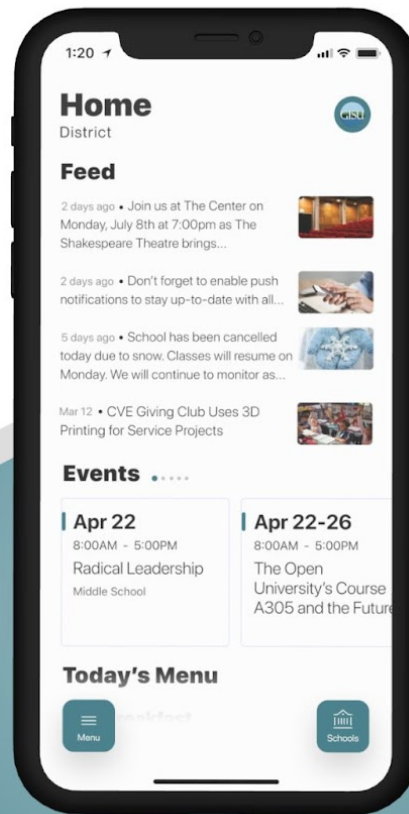 1:20
Home
District
GISU
Feed
2 days ago • Join us at The Center on
Monday, July 8th at 7:00pm as The
Shakespeare Theatre brings...
2 days ago • Don't forget to enable push
notifications to stay up-to-date with all...
5 days ago • School has been cancelled
today due to snow. Classes will resume on
Monday. We will continue to monitor as...
Mar 12 • CVE Giving Club Uses 3D
Printing for Service Projects
Events
Apr 22
8:00AM - 5:00PM
Radical Leadership
Middle School
Apr 22-26
8:00AM - 5:00PM
The Open
University's Course
A305 and the Future
Today's Menu
Menu
Schools